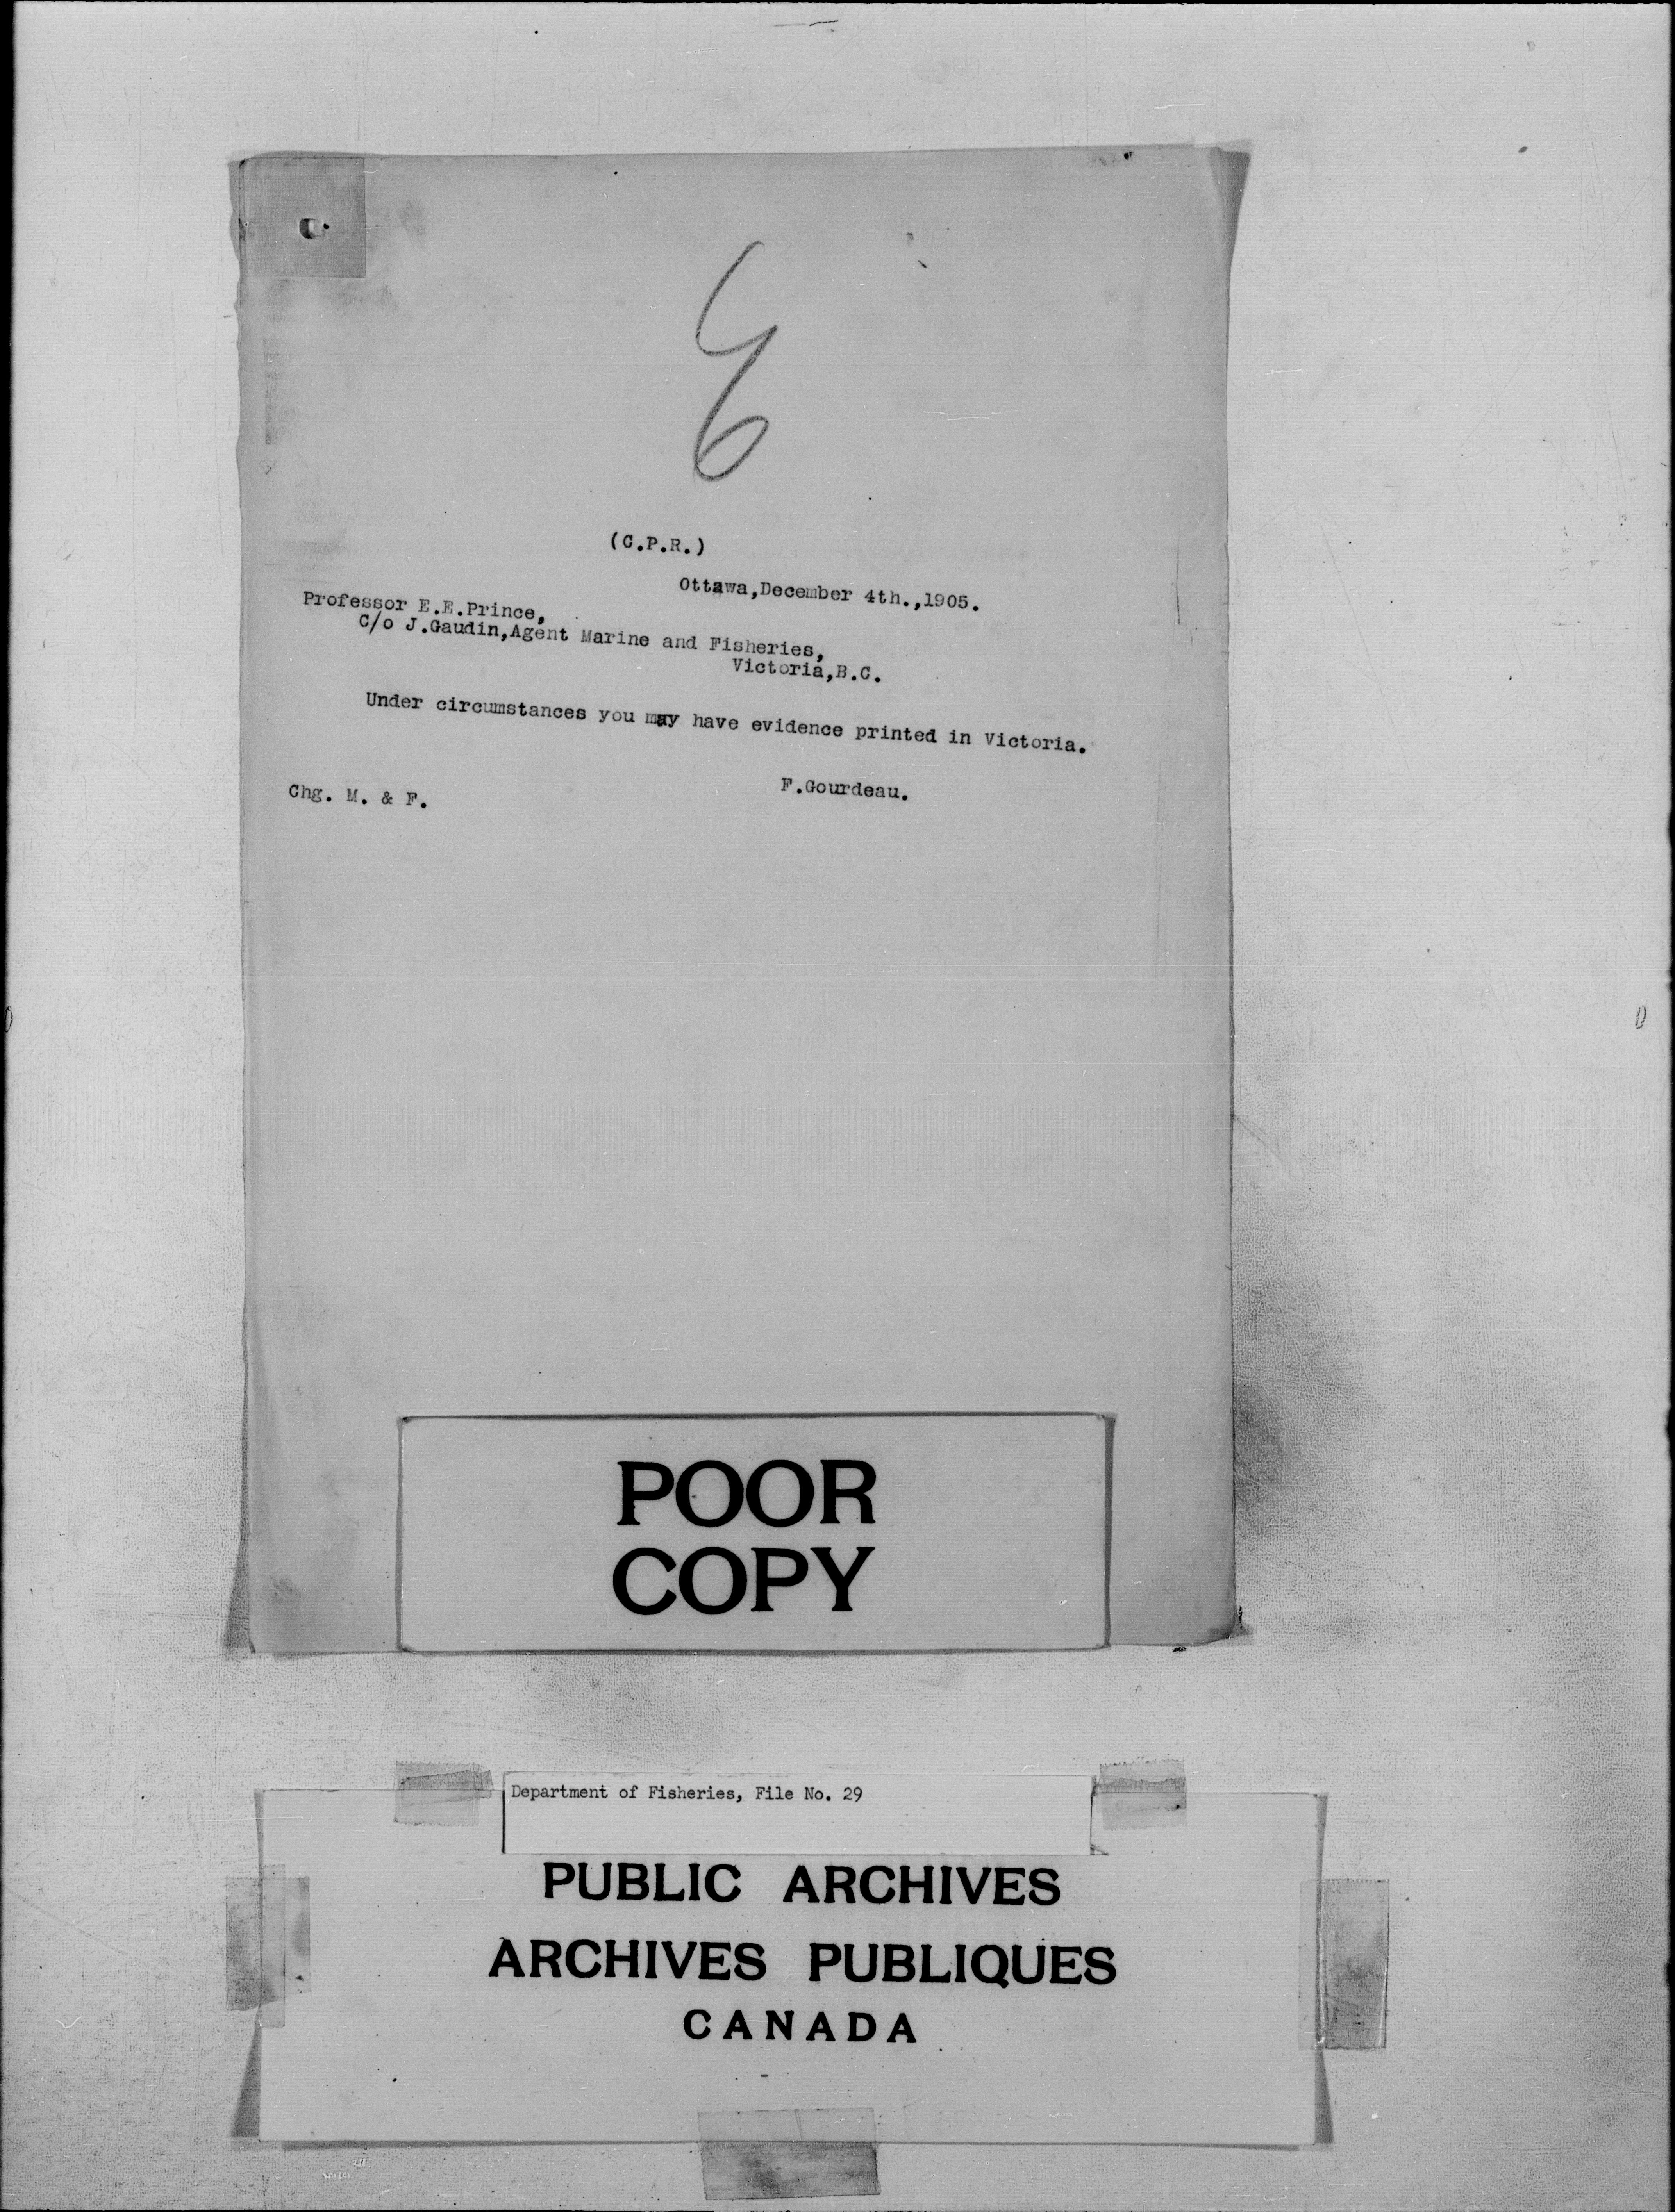 (C.P.R.)
Ottawa,December 4th.,1905.
Professor E.E.Prince,
C/o J.Gaudin,Agent Marine and Fisheries,
Victoria,B.C.
Under circumstances you may have evidence printed in Victoria.
F.Gourdeau.
Chg. M. & F.
POOR
COPY
Department of Fisheries, File No. 29
PUBLIC ARCHIVES
ARCHIVES PUBLIQUES
CANADA